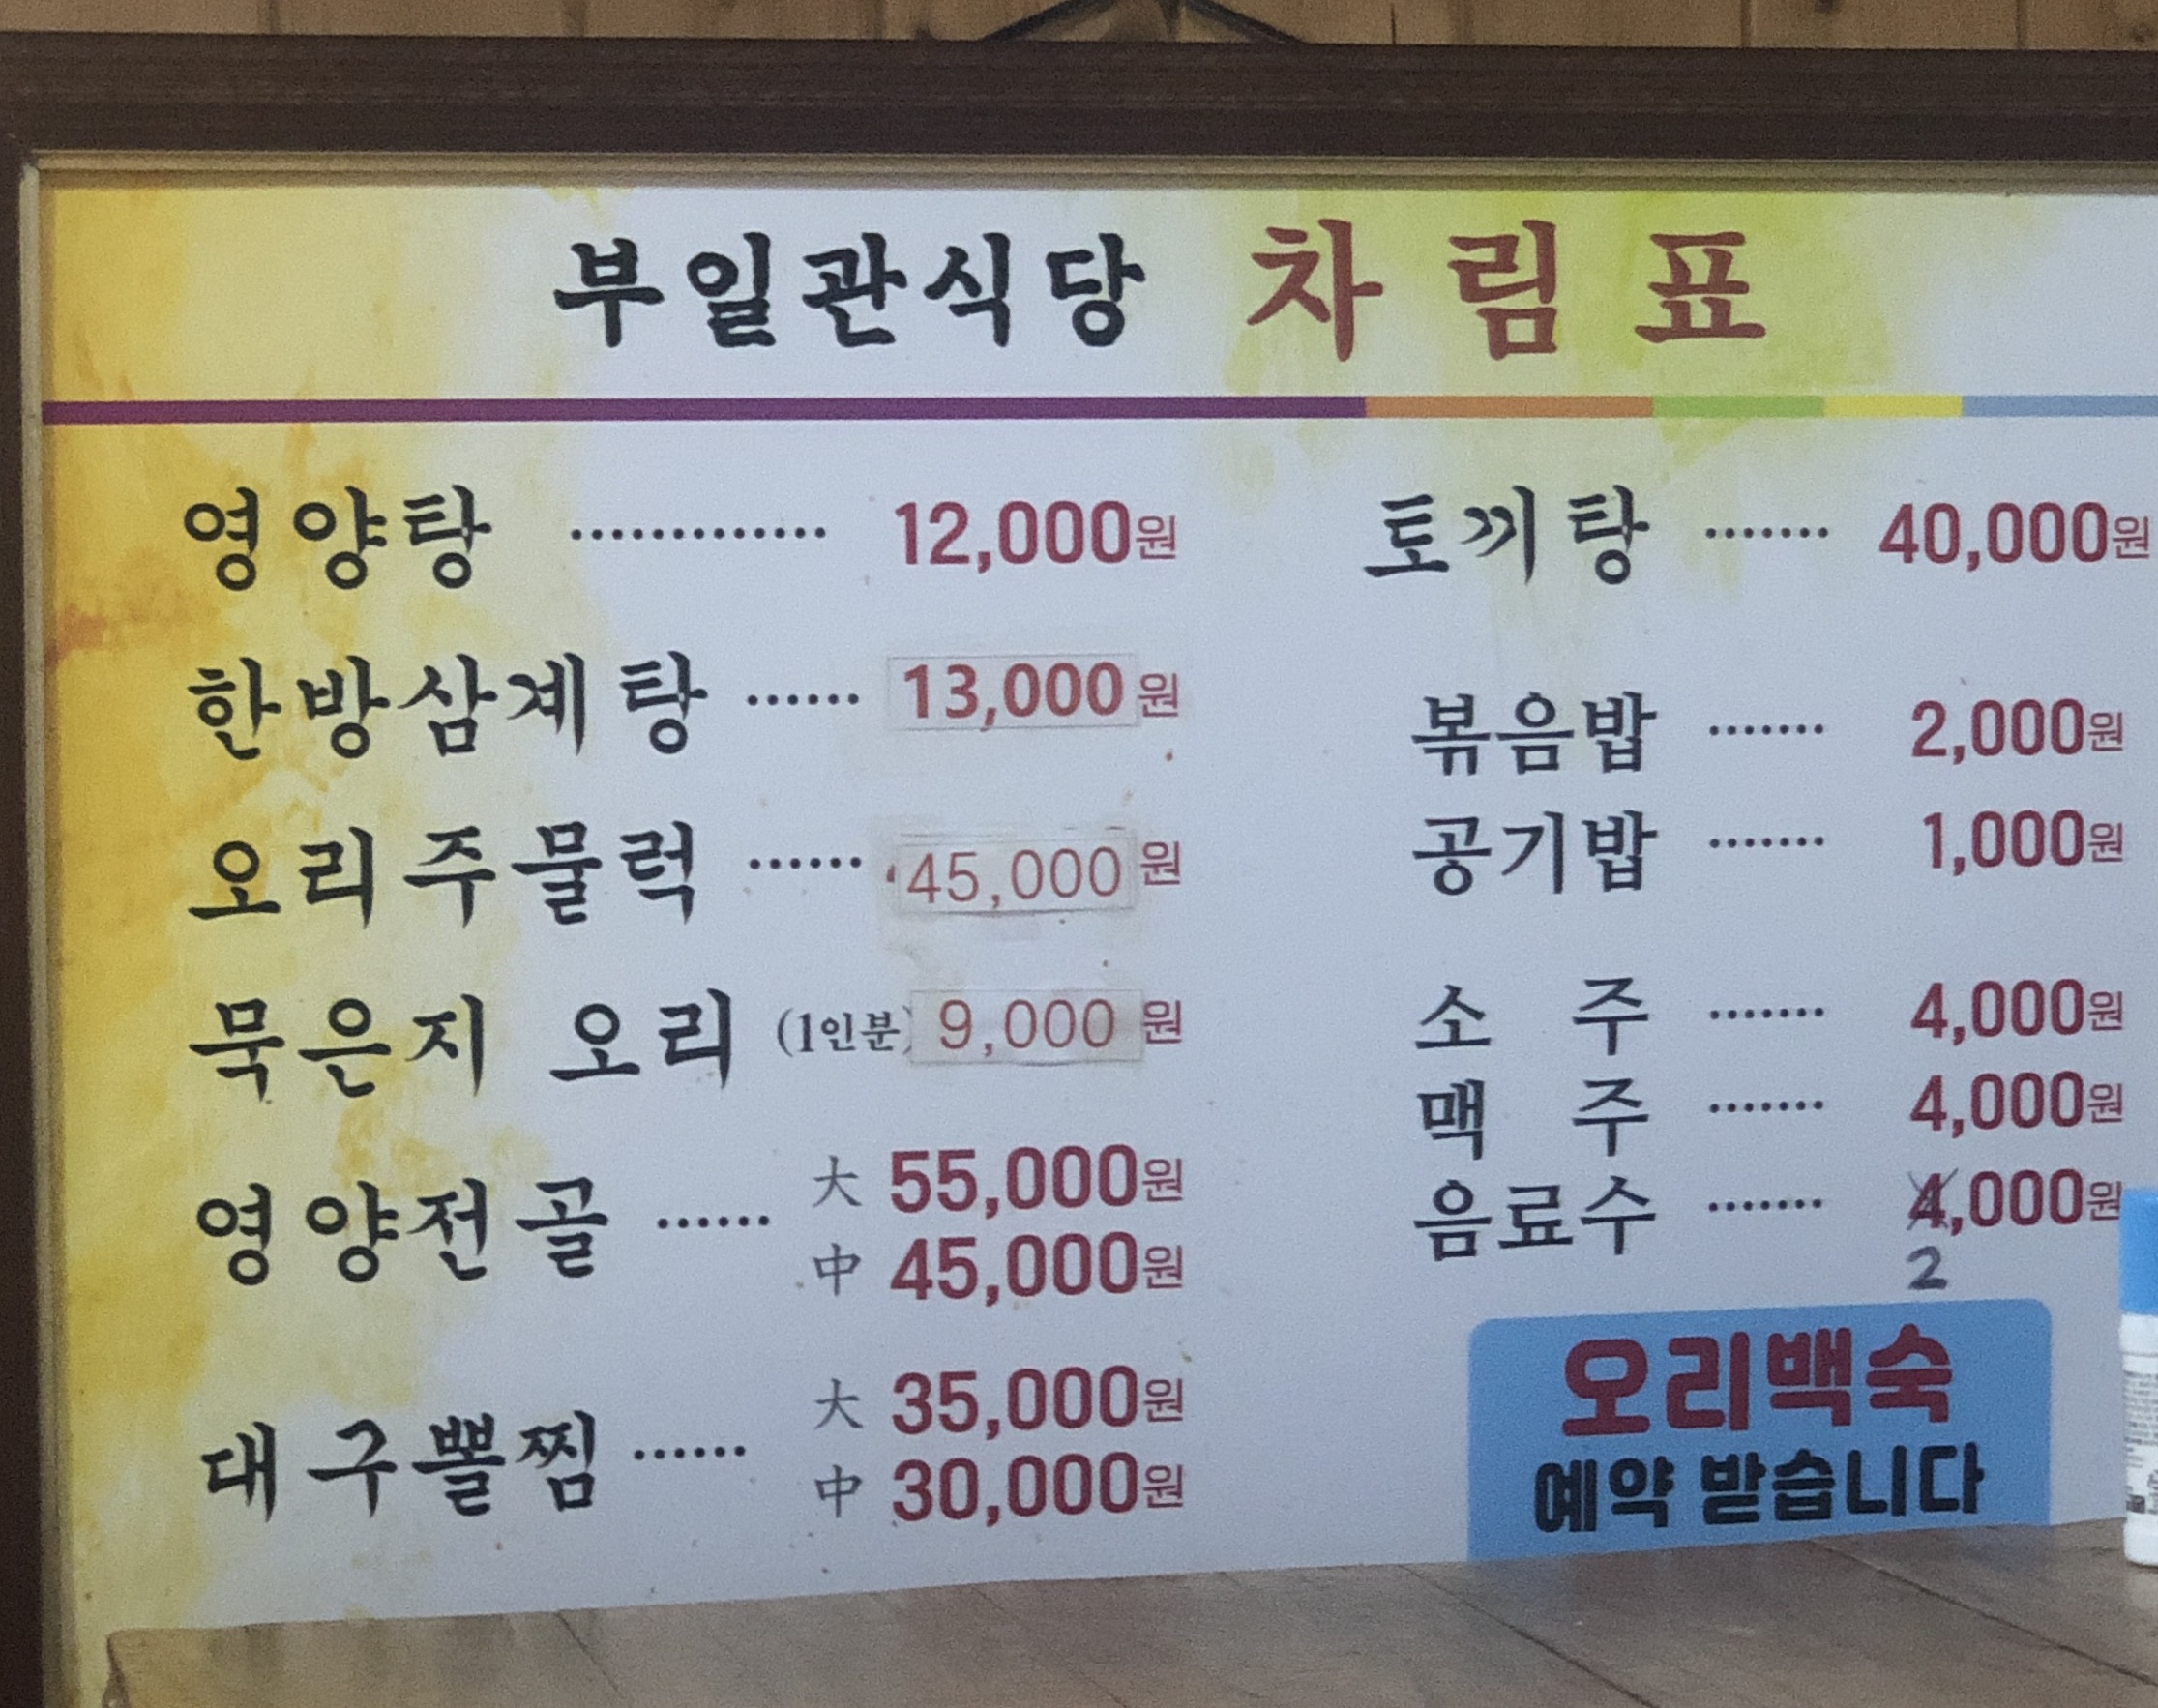 부일관식당 차림표
영양탕 ············· 12,000원
한방삼계탕 ······ 13,000원
오리주물럭 ······ 45,000원
묵은지 오리 (1인분) 9,000원
영양전골 ······ 大 55,000원
中 45,000원
대구뽈찜 ······ 大 35,000원
中 30,000원
토끼탕 ······· 40,000원
볶음밥 ······· 2,000원
공기밥 ······· 1,000원
소 주 ······· 4,000원
맥 주 ······· 4,000원
음료수 ······· 4,000원
2
오리백숙
예약 받습니다